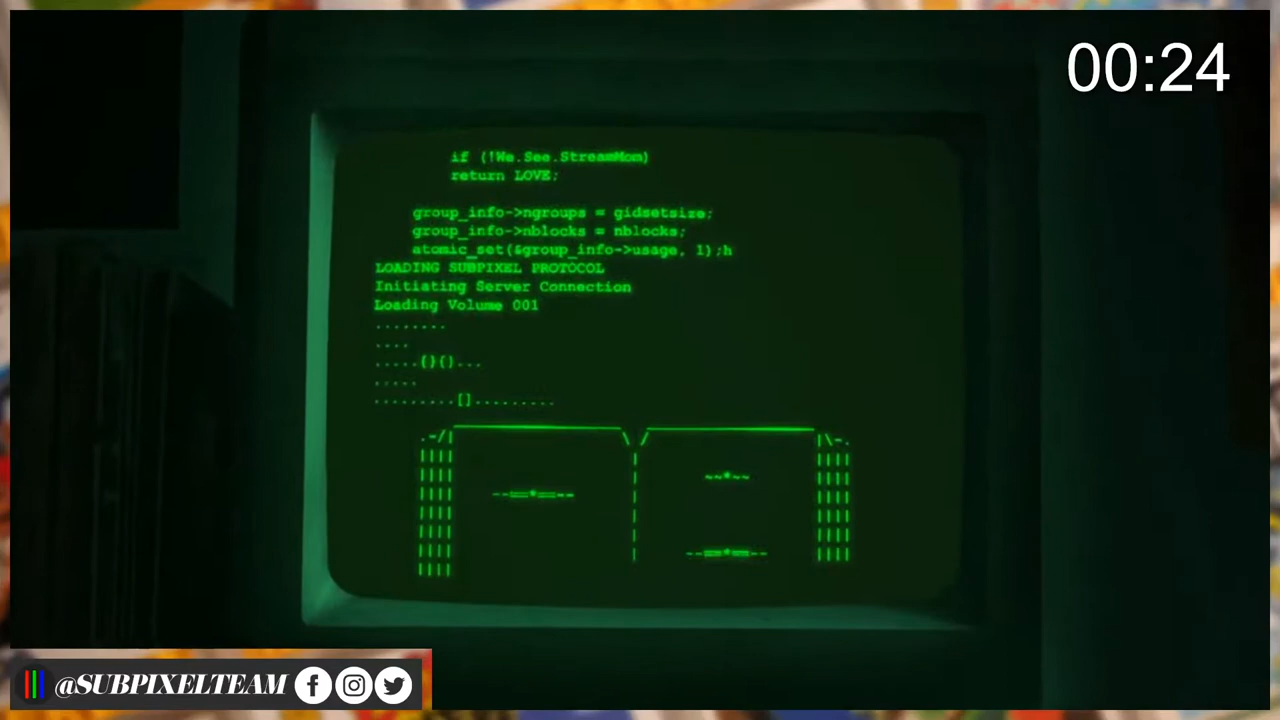 00:24
if (!We.See.StreamMom)
return LOVE;
group_info->ngroups = gidsetsize;
group_info->nblocks = nblocks;
atomic_set(&group_info->usage, 1);h
LOADING SUBPIXEL PROTOCOL
Initiating Server Connection
Loading Volume 001
........
....
.....{}{}...
.....
.........[].........
@SUBPIXELTEAM